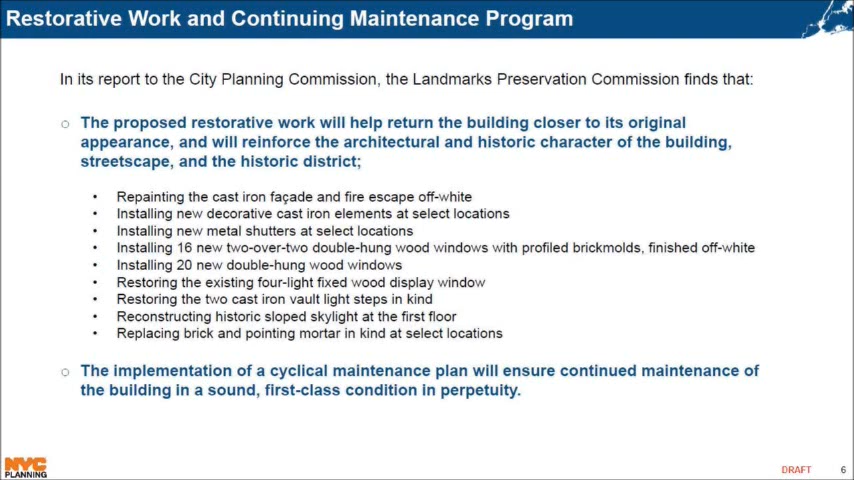 Restorative Work and Continuing Maintenance Program
In its report to the City Planning Commission, the Landmarks Preservation Commission finds that:
○ The proposed restorative work will help return the building closer to its original
appearance, and will reinforce the architectural and historic character of the building,
streetscape, and the historic district;
• Repainting the cast iron façade and fire escape off-white
• Installing new decorative cast iron elements at select locations
• Installing new metal shutters at select locations
• Installing 16 new two-over-two double-hung wood windows with profiled brickmolds, finished off-white
• Installing 20 new double-hung wood windows
• Restoring the existing four-light fixed wood display window
• Restoring the two cast iron vault light steps in kind
• Reconstructing historic sloped skylight at the first floor
• Replacing brick and pointing mortar in kind at select locations
○ The implementation of a cyclical maintenance plan will ensure continued maintenance of
the building in a sound, first-class condition in perpetuity.
NYC
PLANNING
DRAFT 6